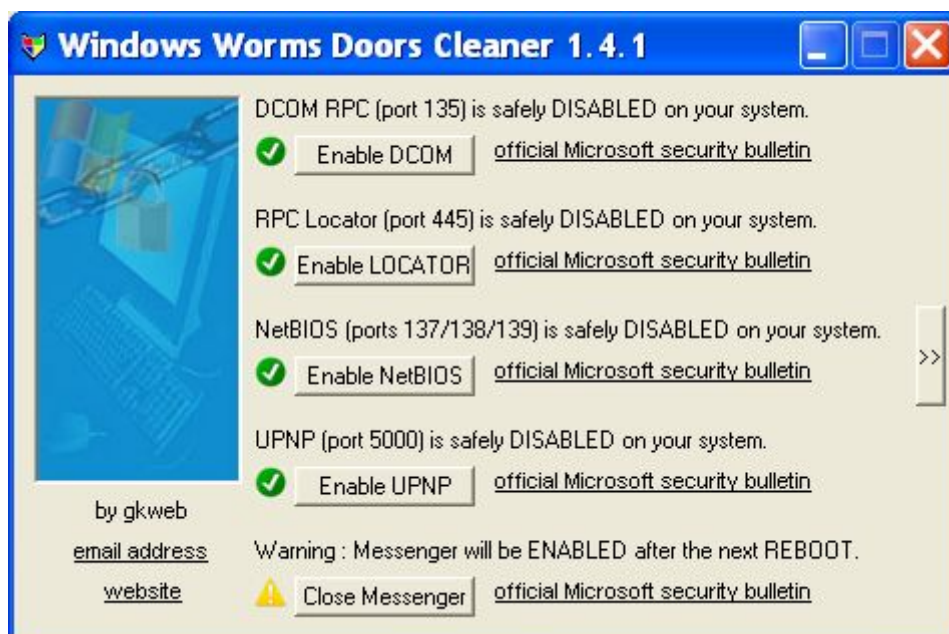 Windows Worms Doors Cleaner 1.4.1
DCOM RPC (port 135) is safely DISABLED on your system.
Enable DCOM official Microsoft security bulletin
RPC Locator (port 445) is safely DISABLED on your system.
Enable LOCATOR official Microsoft security bulletin
NetBIOS (ports 137/138/139) is safely DISABLED on your system.
Enable NetBIOS official Microsoft security bulletin
>>
UPNP (port 5000) is safely DISABLED on your system.
Enable UPNP official Microsoft security bulletin
by gkweb
email address
website
Warning : Messenger will be ENABLED after the next REBOOT.
Close Messenger official Microsoft security bulletin